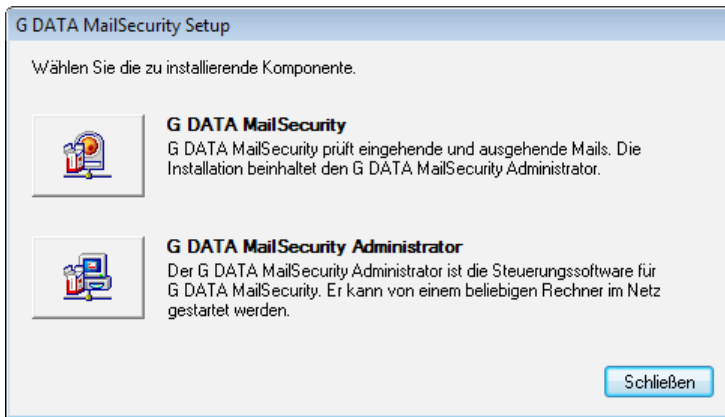 G DATA MailSecurity Setup
Wählen Sie die zu installierende Komponente.
G DATA MailSecurity
G DATA MailSecurity prüft eingehende und ausgehende Mails. Die
Installation beinhaltet den G DATA MailSecurity Administrator.
G DATA MailSecurity Administrator
Der G DATA MailSecurity Administrator ist die Steuerungssoftware für
G DATA MailSecurity. Er kann von einem beliebigen Rechner im Netz
gestartet werden.
Schließen